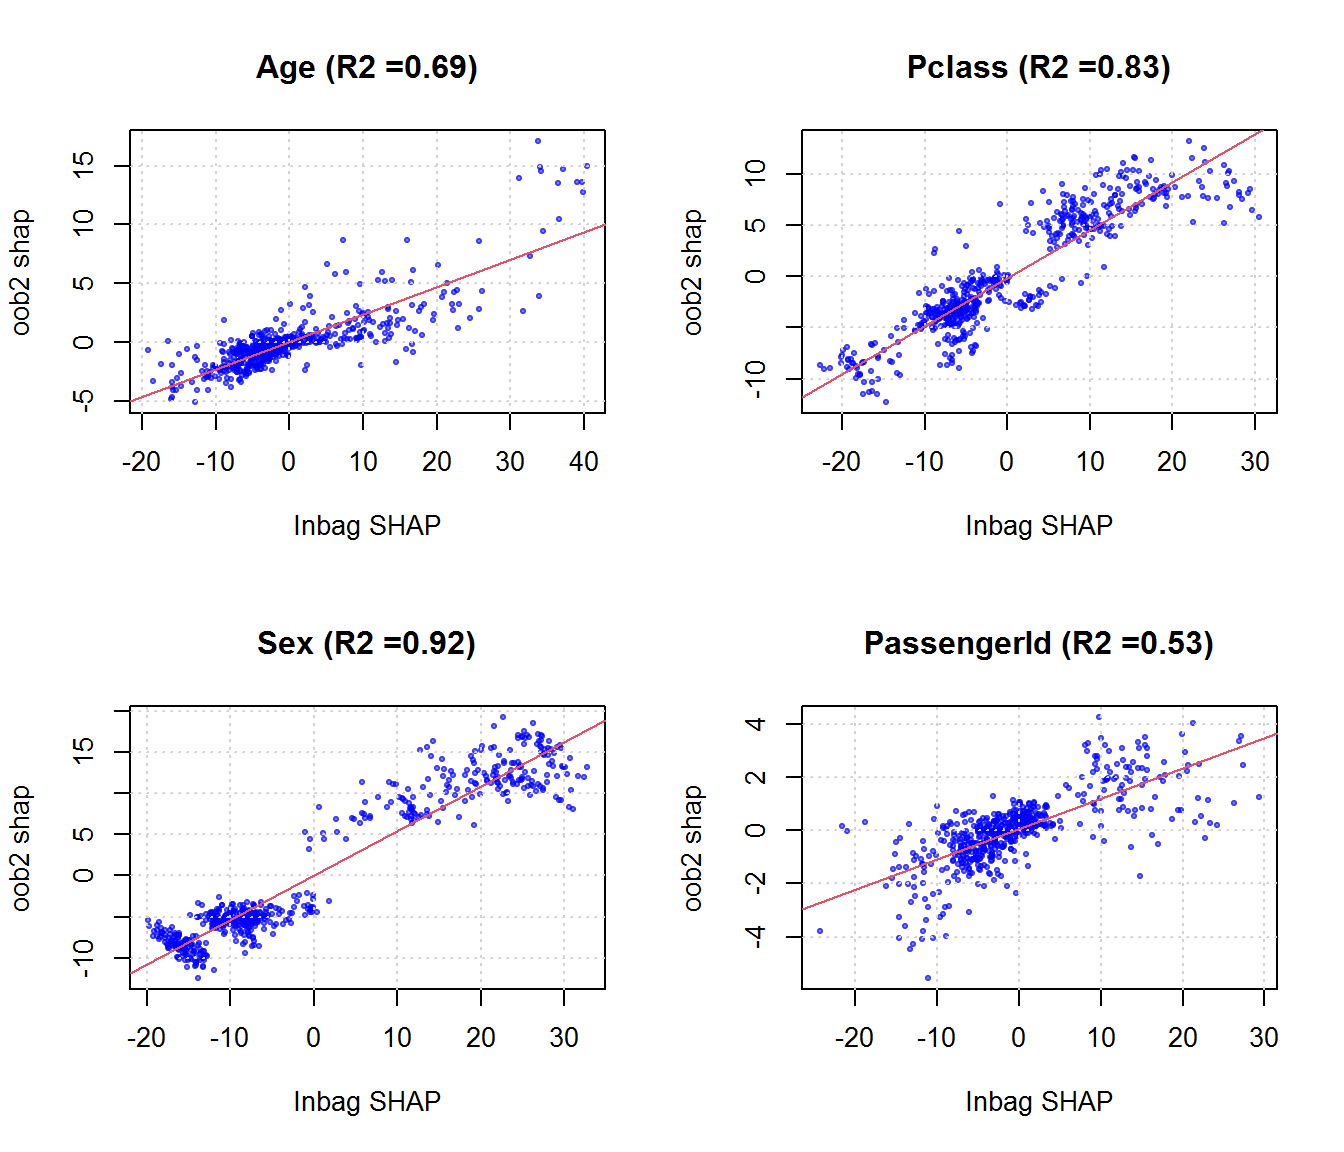 Age (R2 =0.69)
oob2 shap
-5 0 5 10 15
-20 -10 0 10 20 30 40
Inbag SHAP
Pclass (R2 =0.83)
oob2 shap
-10 0 5 10
-20 -10 0 10 20 30
Inbag SHAP
Sex (R2 =0.92)
oob2 shap
-10 0 5 15
-20 -10 0 10 20 30
Inbag SHAP
PassengerId (R2 =0.53)
oob2 shap
-4 -2 0 2 4
-20 -10 0 10 20 30
Inbag SHAP